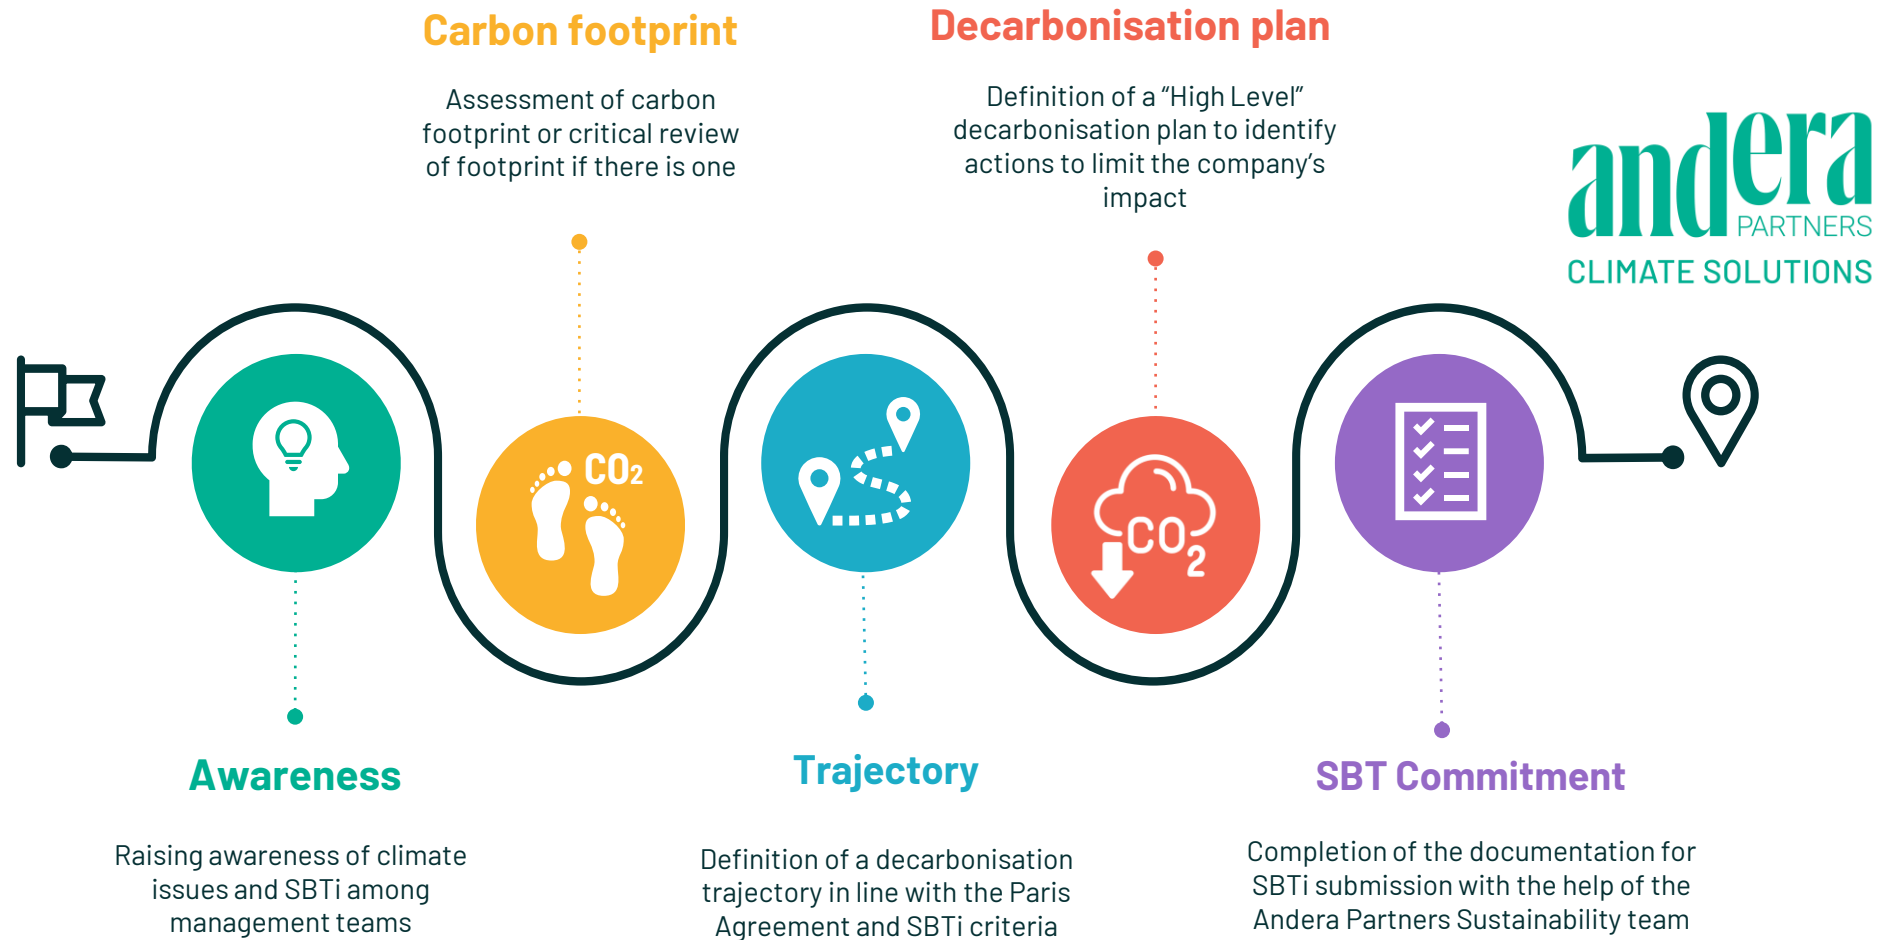 Carbon footprint
Assessment of carbon
footprint or critical review
of footprint if there is one
Decarbonisation plan
Definition of a “High Level”
decarbonisation plan to identify
actions to limit the company’s
impact
andera
PARTNERS
CLIMATE SOLUTIONS
CO2
CO2
Awareness
Raising awareness of climate
issues and SBTi among
management teams
Trajectory
Definition of a decarbonisation
trajectory in line with the Paris
Agreement and SBTi criteria
SBT Commitment
Completion of the documentation for
SBTi submission with the help of the
Andera Partners Sustainability team